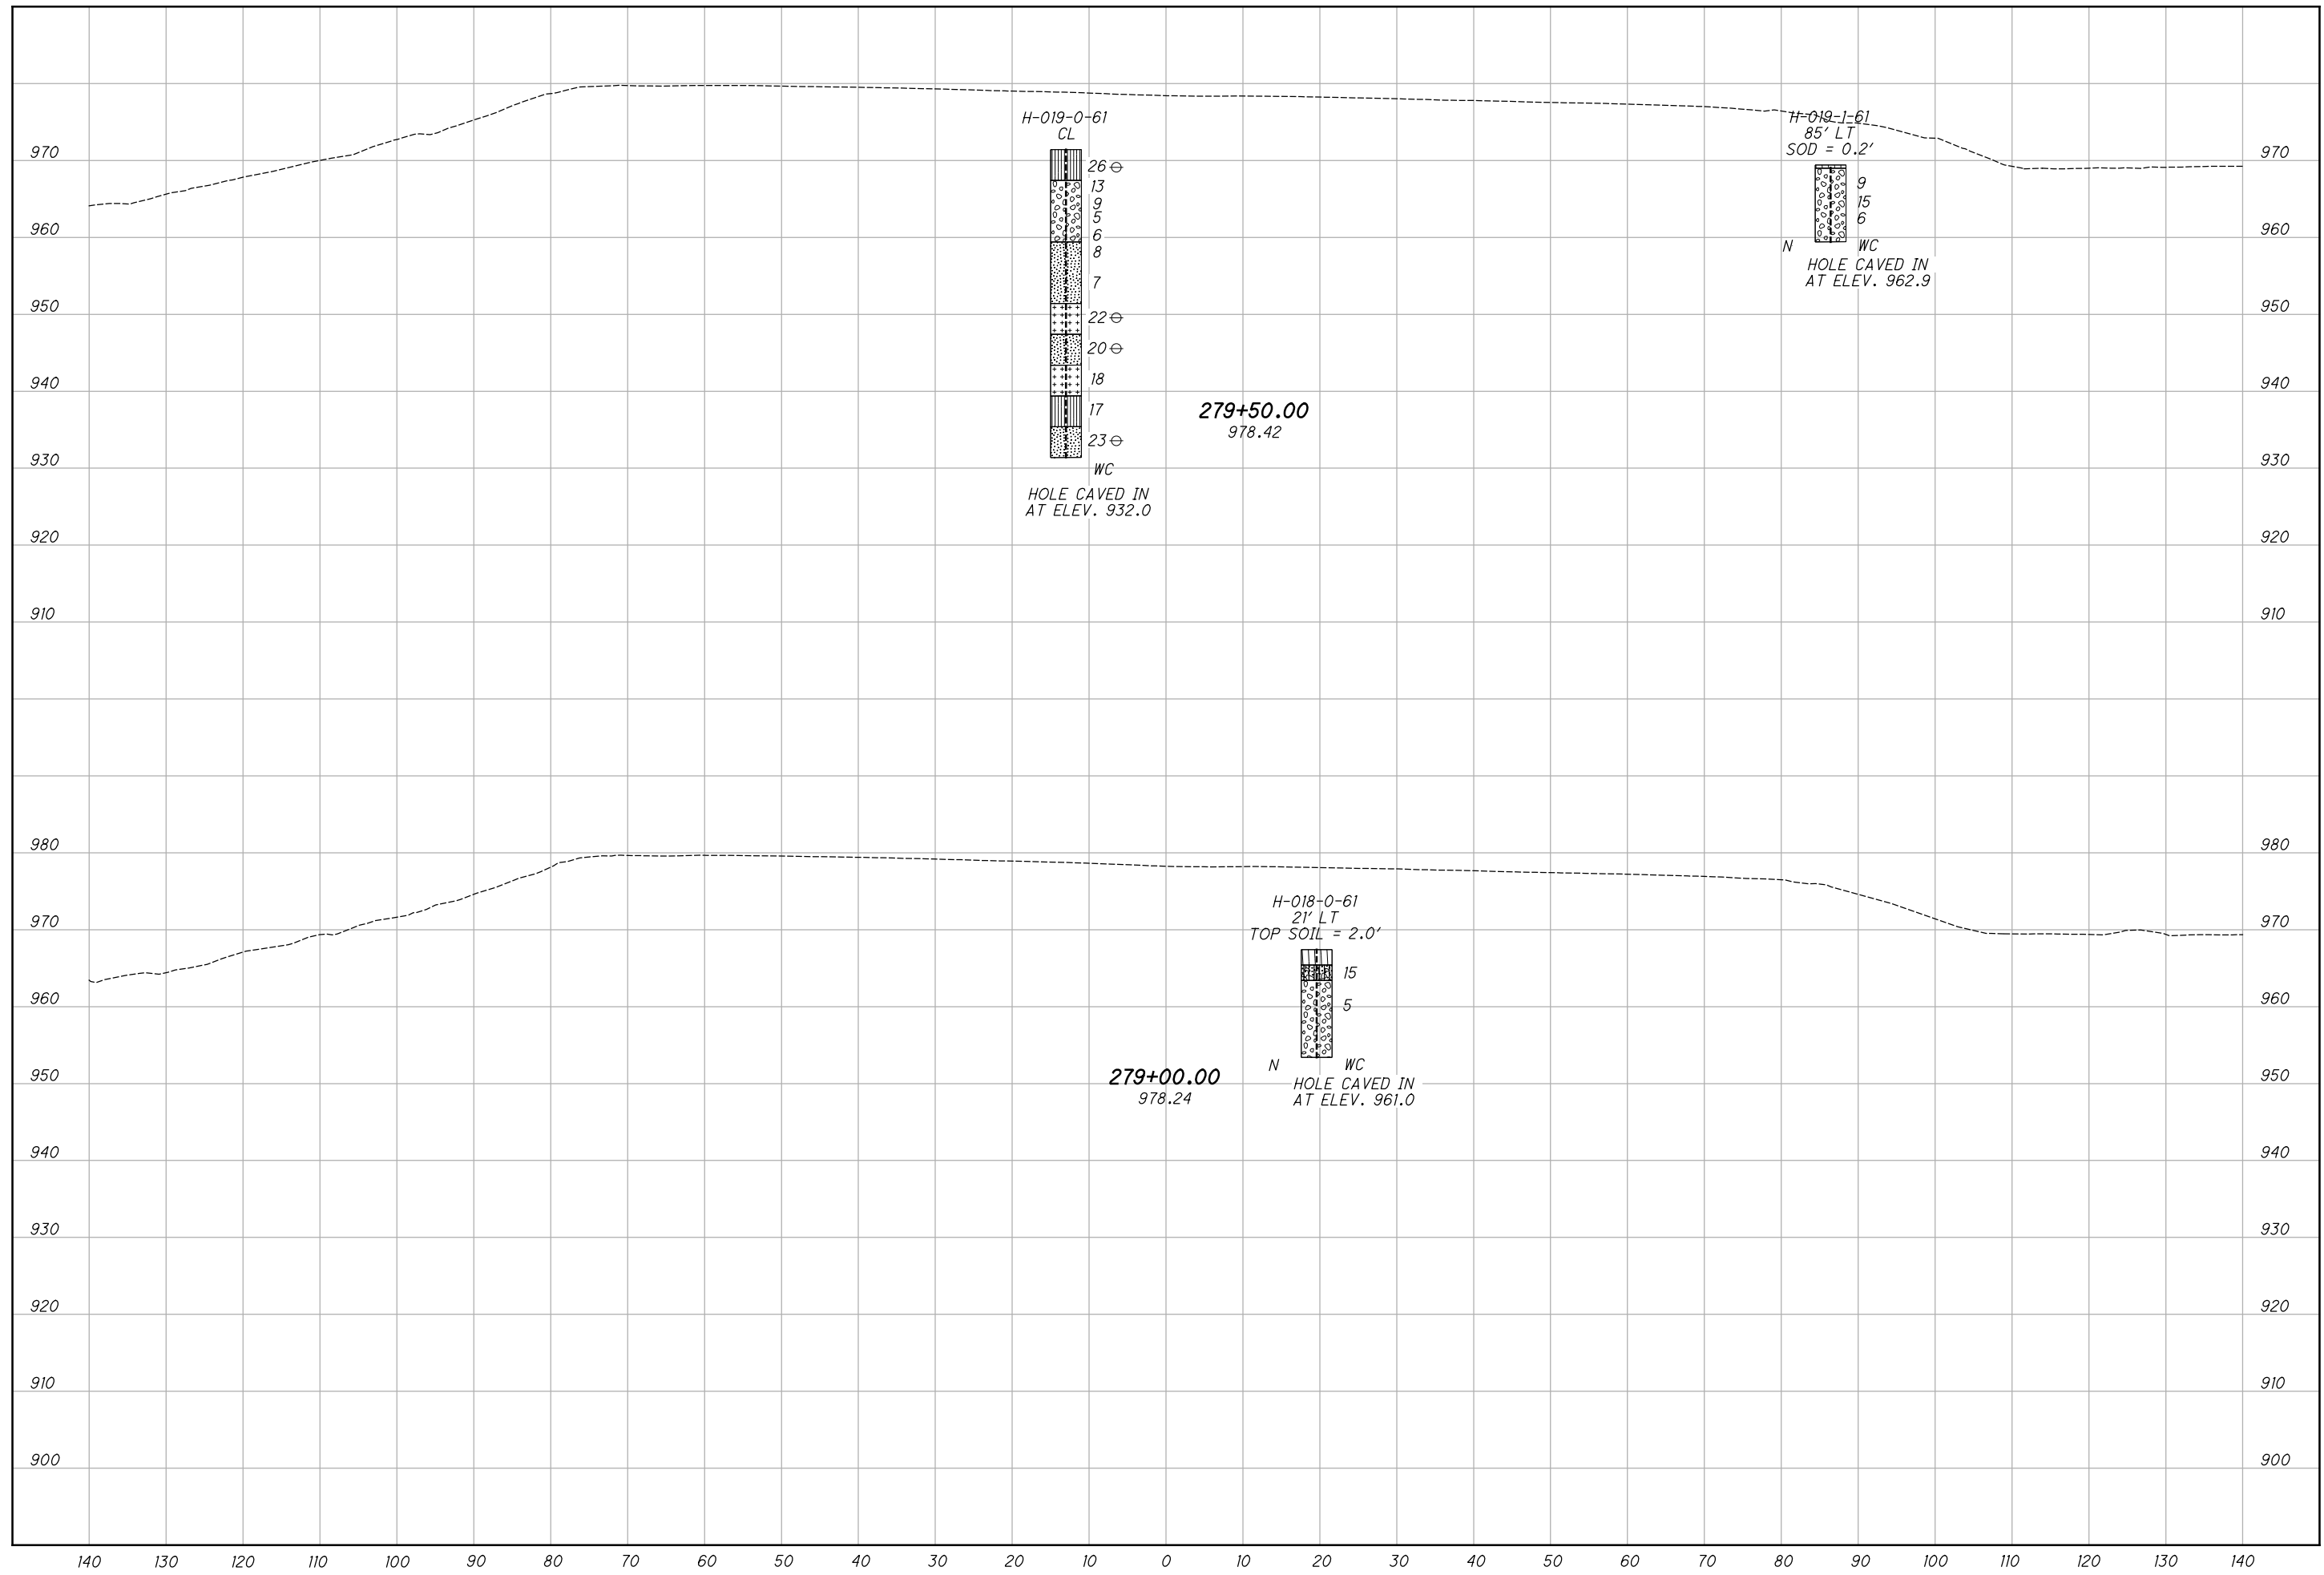 H-019-0-61
CL
26
13
9
5
6
8
7
22
20
18
17
23
WC
HOLE CAVED IN
AT ELEV. 932.0
279+50.00
978.42
H-019-1-61
85' LT
SOD = 0.2'
9
15
6
N WC
HOLE CAVED IN
AT ELEV. 962.9
970 970
960 960
950 950
940 940
930 930
920 920
910 910
980 980
970 970
960 960
950 950
940 940
930 930
920 920
910 910
900 900
H-018-0-61
21' LT
TOP SOIL = 2.0'
15
5
N WC
HOLE CAVED IN
AT ELEV. 961.0
279+00.00
978.24
140 130 120 110 100 90 80 70 60 50 40 30 20 10 0 10 20 30 40 50 60 70 80 90 100 110 120 130 140